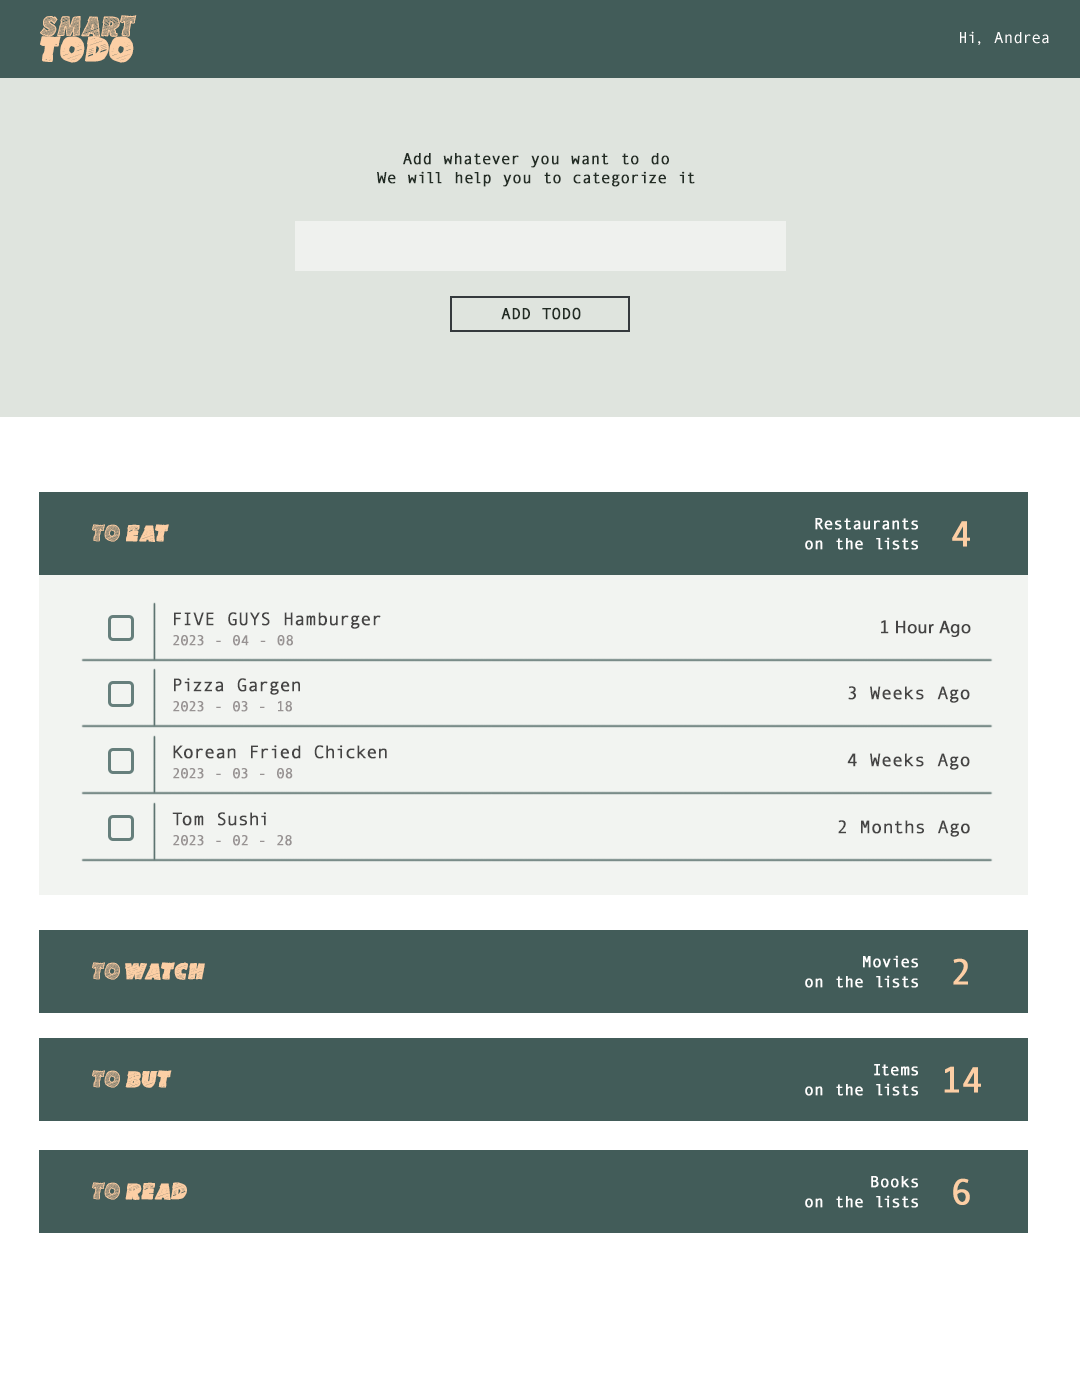 SMART
TODO
Hi, Andrea
Add whatever you want to do
We will help you to categorize it
ADD TODO
TO EAT
Restaurants
on the lists
4
FIVE GUYS Hamburger
2023 - 04 - 08
1 Hour Ago
Pizza Gargen
2023 - 03 - 18
3 Weeks Ago
Korean Fried Chicken
2023 - 03 - 08
4 Weeks Ago
Tom Sushi
2023 - 02 - 28
2 Months Ago
TO WATCH
Movies
on the lists
2
TO BUT
Items
on the lists
14
TO READ
Books
on the lists
6